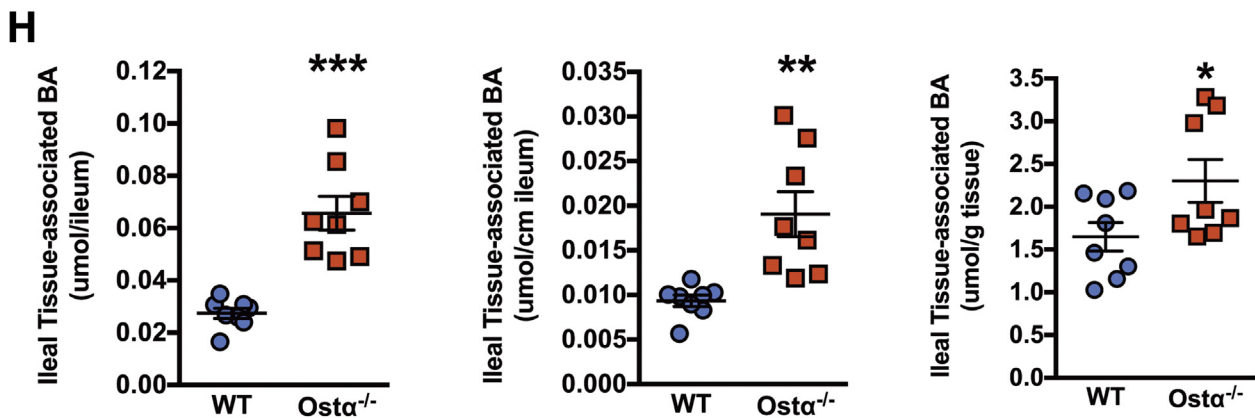 H
Ileal Tissue-associated BA
(umol/ileum)
0.12
0.10
0.08
0.06
0.04
0.02
0.00
***
WT
Ostα-/-
Ileal Tissue-associated BA
(umol/cm ileum)
0.035
0.030
0.025
0.020
0.015
0.010
0.005
0.000
**
WT
Ostα-/-
Ileal Tissue-associated BA
(umol/g tissue)
3.5
3.0
2.5
2.0
1.5
1.0
0.5
0.0
*
WT
Ostα-/-